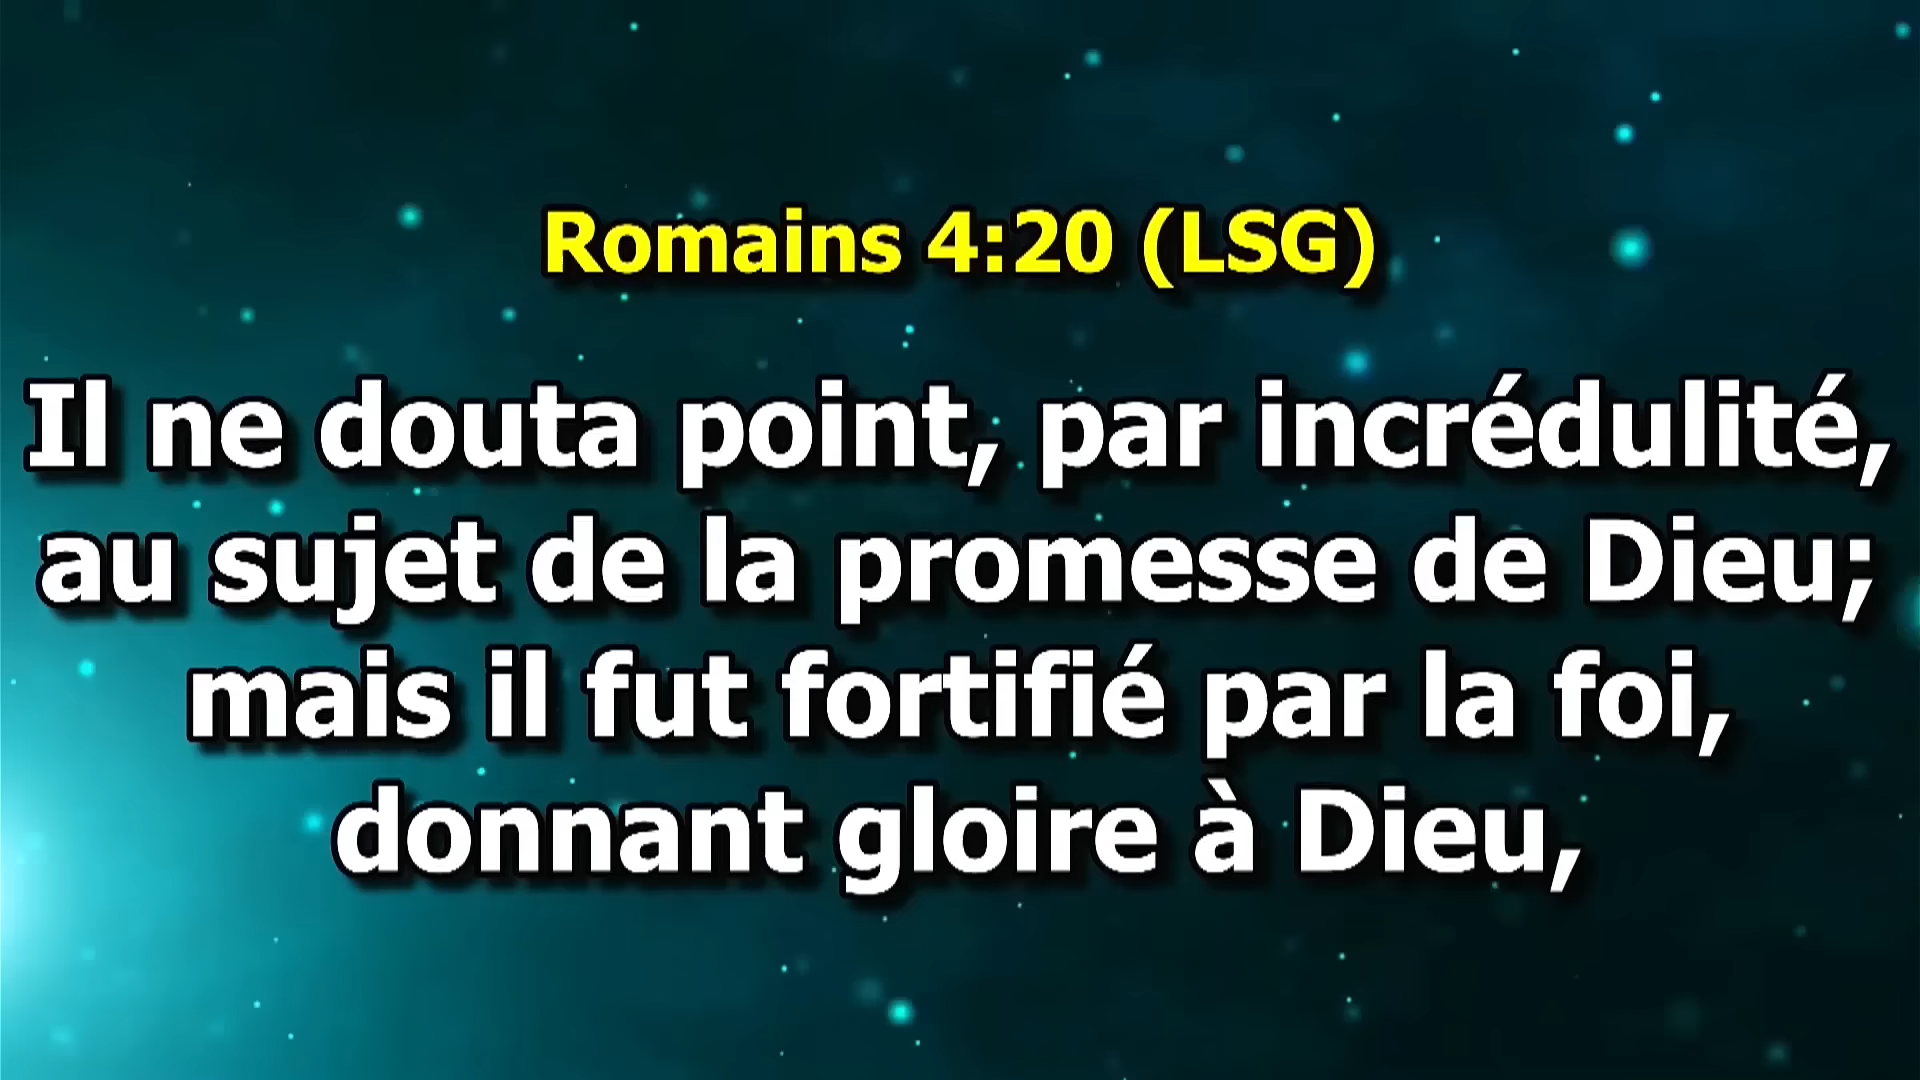 Romains 4:20 (LSG)
Il ne douta point, par incrédulité,
au sujet de la promesse de Dieu;
mais il fut fortifié par la foi,
donnant gloire à Dieu,